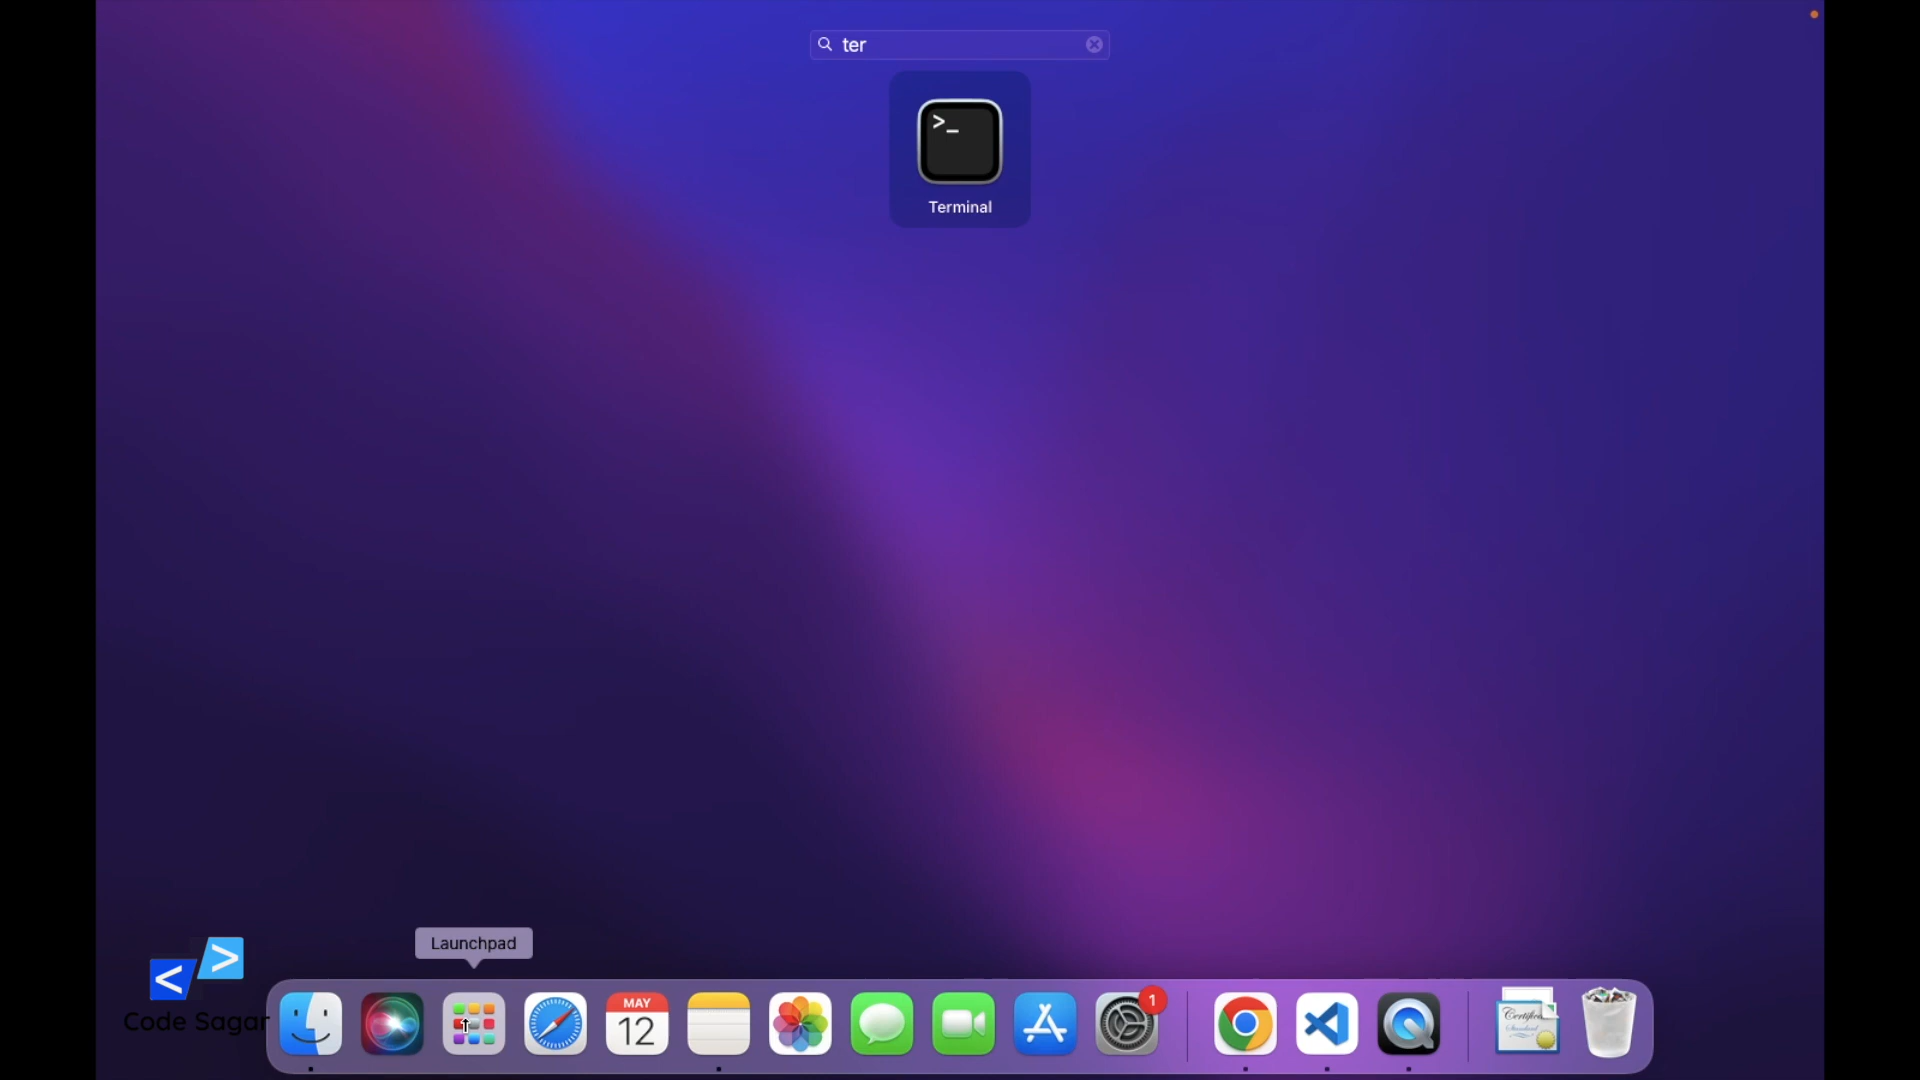 ter
>_
Terminal
Launchpad
< >
Code Sagar
MAY
12
1